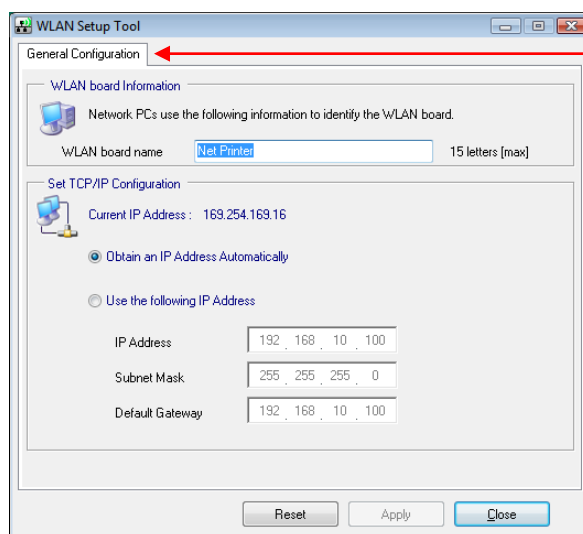 WLAN Setup Tool
General Configuration
WLAN board Information
Network PCs use the following information to identify the WLAN board.
WLAN board name Net Printer 15 letters [max]
Set TCP/IP Configuration
Current IP Address : 169.254.169.16
Obtain an IP Address Automatically
Use the following IP Address
IP Address 192 . 168 . 10 . 100
Subnet Mask 255 . 255 . 255 . 0
Default Gateway 192 . 168 . 10 . 100
Reset Apply Close